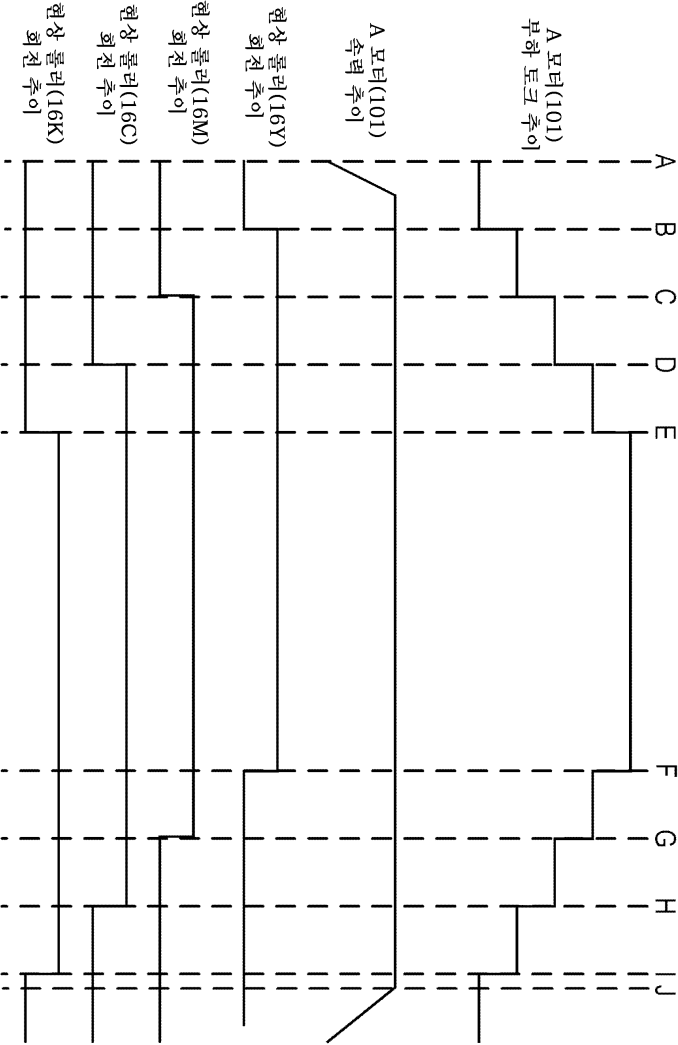 A
B
C
D
E
F
G
H
I
J
A 모터(101)
부하 토크 추이
A 모터(101)
속력 추이
현상 롤러(16Y)
회전 추이
현상 롤러(16M)
회전 추이
현상 롤러(16C)
회전 추이
현상 롤러(16K)
회전 추이